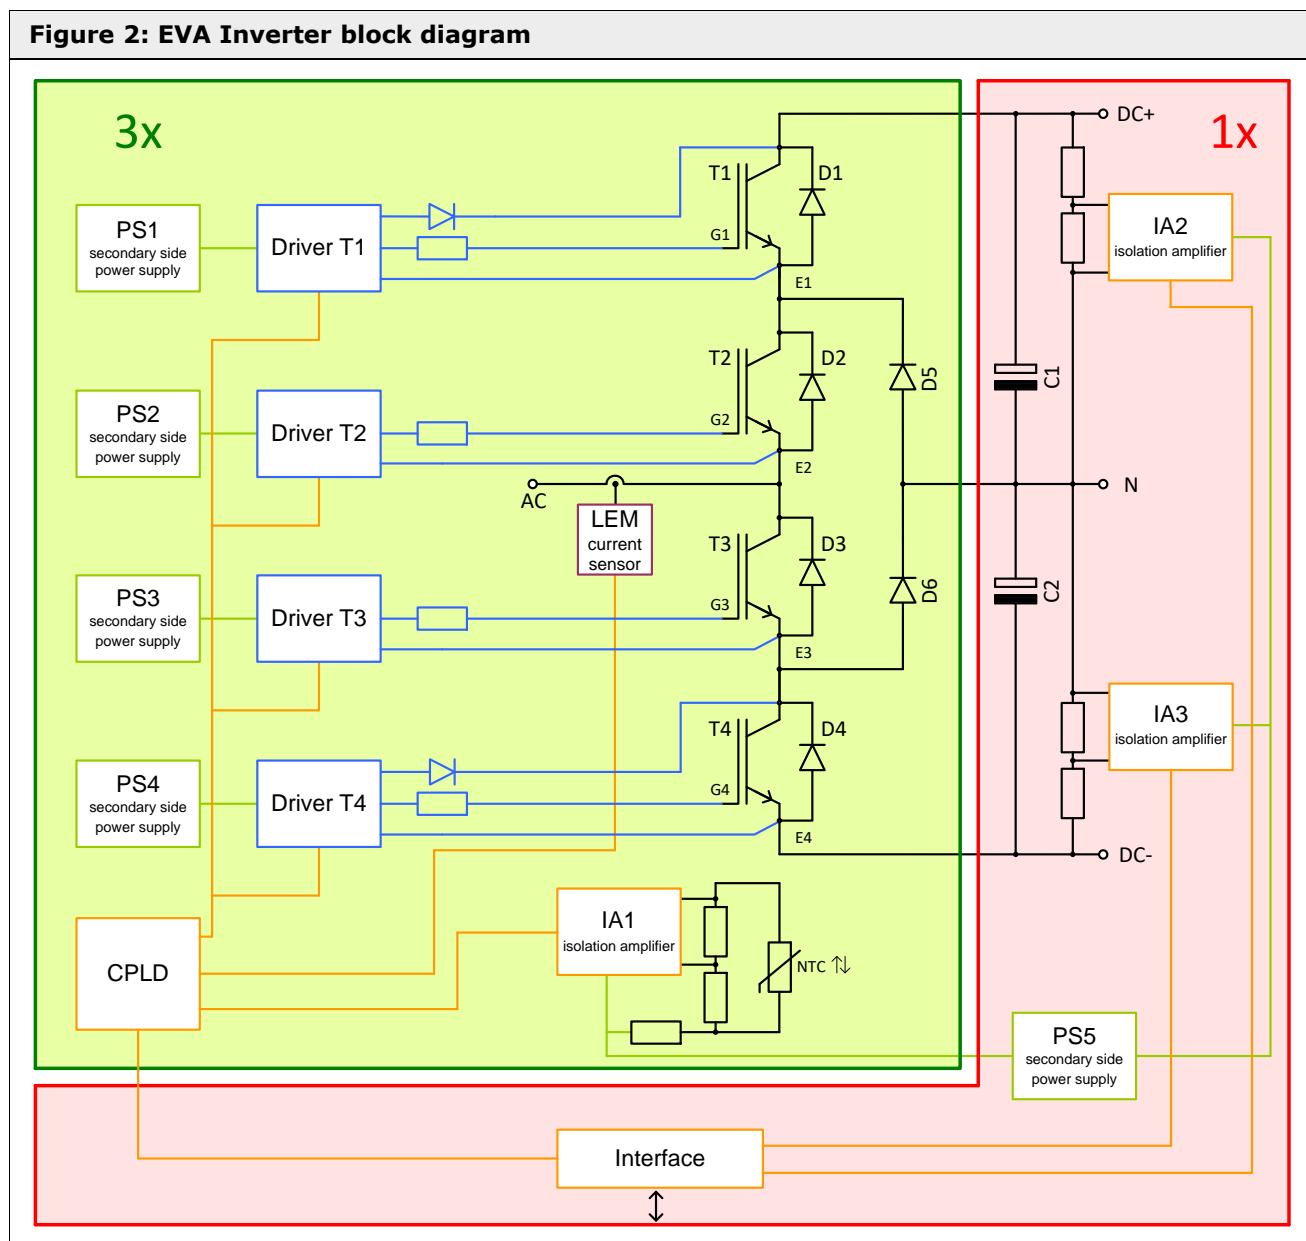 Figure 2: EVA Inverter block diagram
3x
1x
DC+
T1
D1
PS1
secondary side
power supply
Driver T1
G1
E1
IA2
isolation amplifier
T2
D2
D5
C1
PS2
secondary side
power supply
Driver T2
G2
E2
AC
N
LEM
current
sensor
T3
D3
D6
C2
PS3
secondary side
power supply
Driver T3
G3
E3
IA3
isolation amplifier
T4
D4
PS4
secondary side
power supply
Driver T4
G4
E4
DC-
IA1
isolation amplifier
NTC ↑↓
CPLD
PS5
secondary side
power supply
Interface